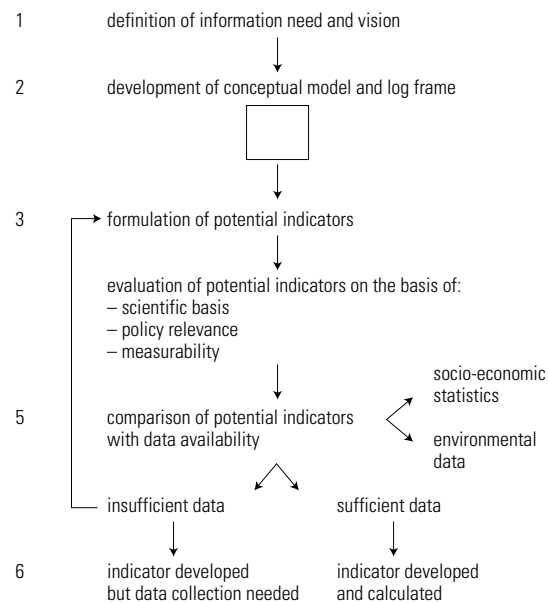 1 definition of information need and vision
2 development of conceptual model and log frame
3 formulation of potential indicators
evaluation of potential indicators on the basis of:
– scientific basis
– policy relevance
– measurability
5 comparison of potential indicators
with data availability
socio-economic
statistics
environmental
data
insufficient data
sufficient data
6 indicator developed
but data collection needed
indicator developed
and calculated